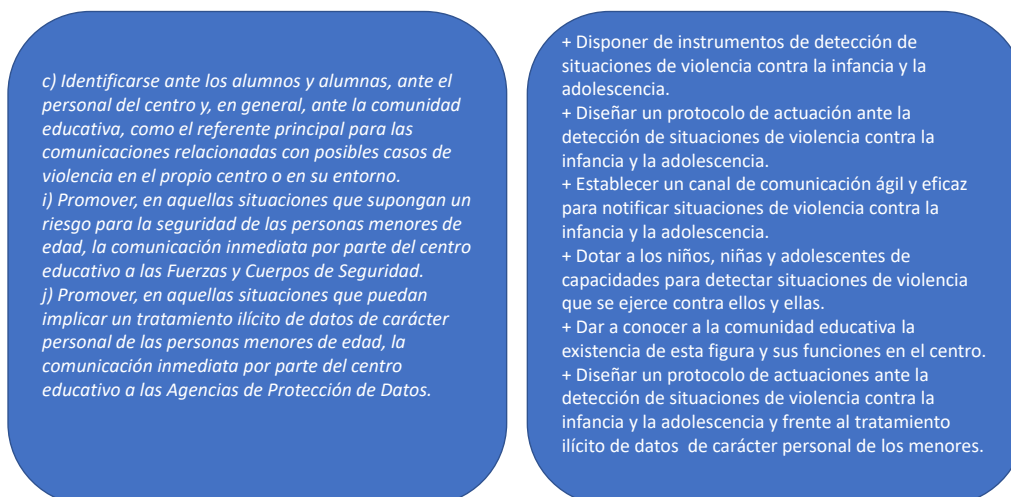 c) Identificarse ante los alumnos y alumnas, ante el
personal del centro y, en general, ante la comunidad
educativa, como el referente principal para las
comunicaciones relacionadas con posibles casos de
violencia en el propio centro o en su entorno.
i) Promover, en aquellas situaciones que supongan un
riesgo para la seguridad de las personas menores de
edad, la comunicación inmediata por parte del centro
educativo a las Fuerzas y Cuerpos de Seguridad.
j) Promover, en aquellas situaciones que puedan
implicar un tratamiento ilícito de datos de carácter
personal de las personas menores de edad, la
comunicación inmediata por parte del centro
educativo a las Agencias de Protección de Datos.
+ Disponer de instrumentos de detección de
situaciones de violencia contra la infancia y la
adolescencia.
+ Diseñar un protocolo de actuación ante la
detección de situaciones de violencia contra la
infancia y la adolescencia.
+ Establecer un canal de comunicación ágil y eficaz
para notificar situaciones de violencia contra la
infancia y la adolescencia.
+ Dotar a los niños, niñas y adolescentes de
capacidades para detectar situaciones de violencia
que se ejerce contra ellos y ellas.
+ Dar a conocer a la comunidad educativa la
existencia de esta figura y sus funciones en el centro.
+ Diseñar un protocolo de actuaciones ante la
detección de situaciones de violencia contra la
infancia y la adolescencia y frente al tratamiento
ilícito de datos de carácter personal de los menores.